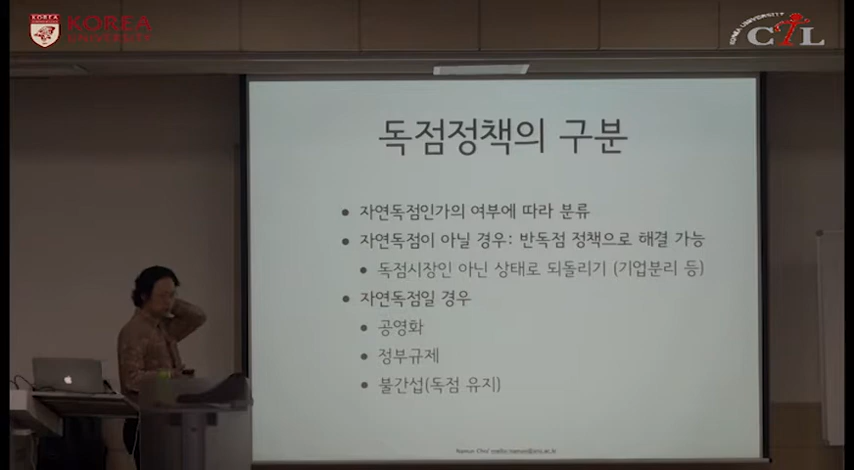 KOREA
UNIVERSITY
KOREA UNIVERSITY
CTL
독점정책의 구분
자연독점인가의 여부에 따라 분류
자연독점이 아닐 경우: 반독점 정책으로 해결 가능
독점시장인 아닌 상태로 되돌리기 (기업분리 등)
자연독점일 경우
공영화
정부규제
불간섭(독점 유지)